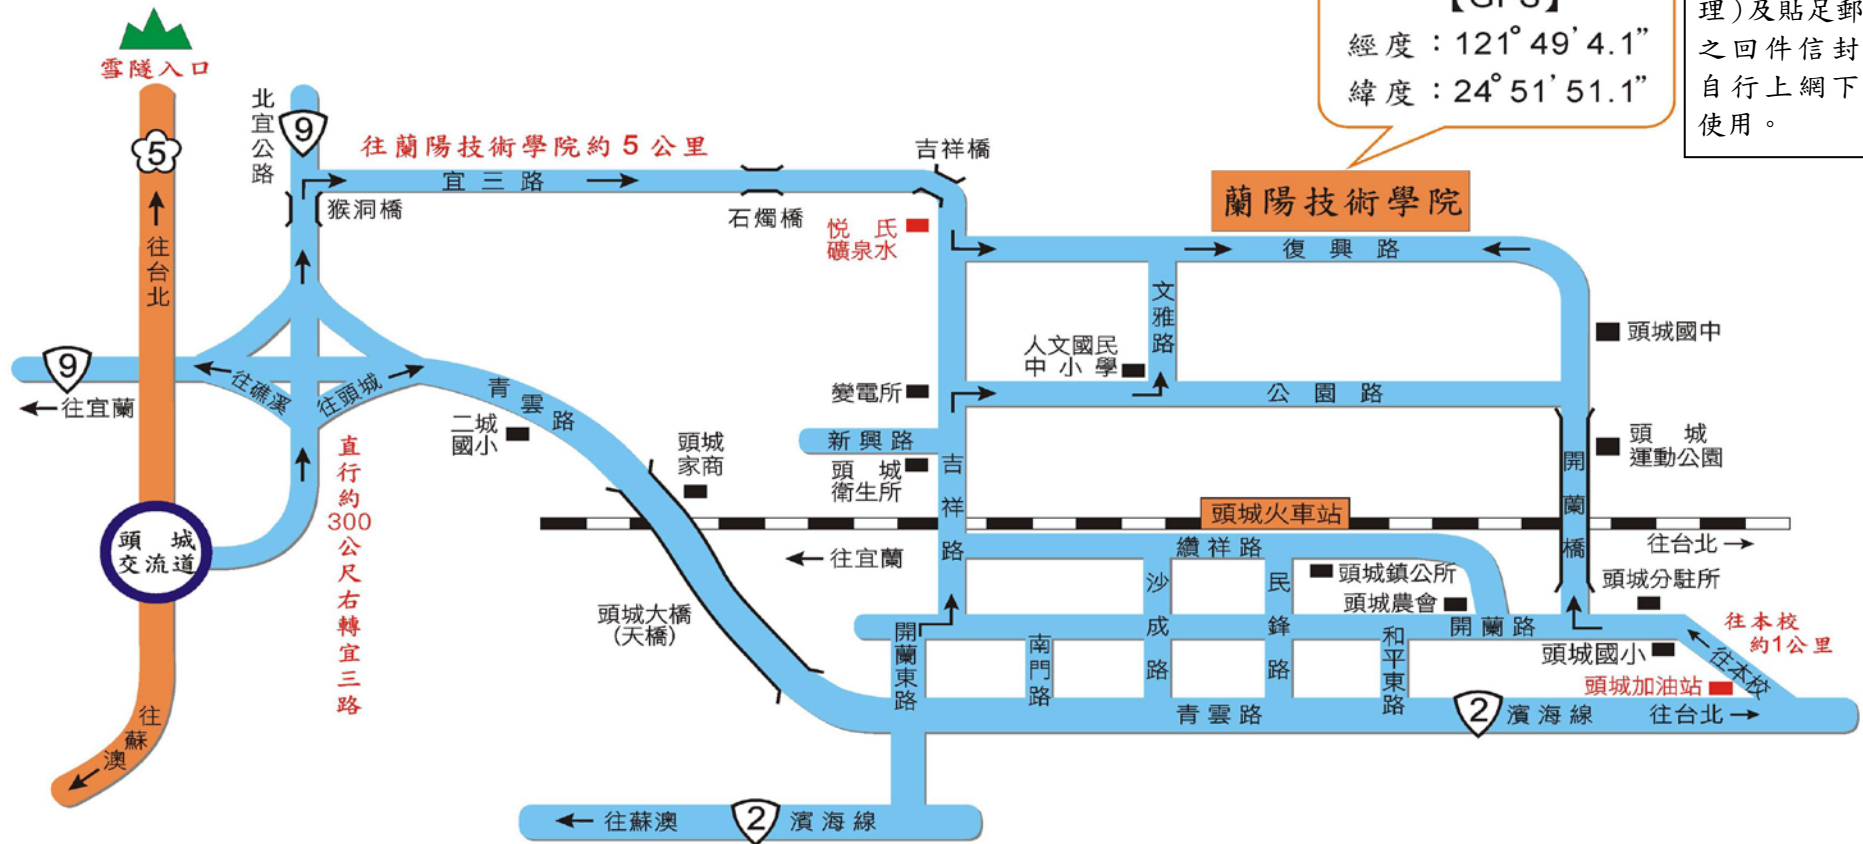 【GPS】
經度：121°49’4.1”
緯度：24°51’51.1”
理)及貼足郵
之回件信封
自行上網下
使用。
雪隧入口
北宜公路
9
5
往蘭陽技術學院約 5 公里
吉祥橋
宜三路
猴洞橋
石燭橋
蘭陽技術學院
悦氏
礦泉水
復興路
往台北
文雅路
頭城國中
人文國民
中小學
9
往礁溪
往頭城
往宜蘭
青雲路
變電所
公園路
二城
國小
新興路
頭城
家商
頭城
衛生所
吉祥路
開蘭橋
頭城
運動公園
直行約300公尺右轉宜三路
頭城火車站
頭城
交流道
往宜蘭
纘祥路
往台北
頭城大橋
(天橋)
沙成路
民鋒路
頭城鎮公所
頭城農會
頭城分駐所
開蘭東路
南門路
和平東路
開蘭路
往本校
約1公里
頭城國小
往本校
頭城加油站
往蘇澳
青雲路
2
濱海線
往台北
往蘇澳
2
濱海線